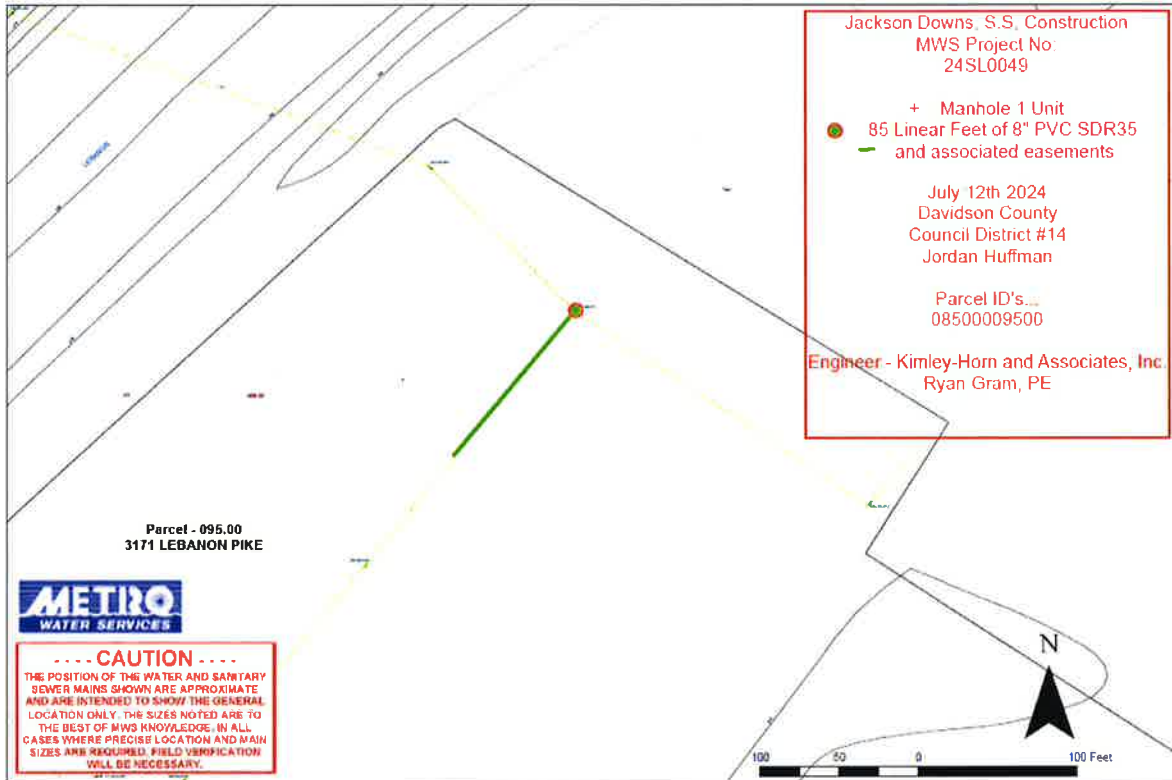 Jackson Downs, S.S. Construction
MWS Project No:
24SL0049
+ Manhole 1 Unit
85 Linear Feet of 8" PVC SDR35
and associated easements
July 12th 2024
Davidson County
Council District #14
Jordan Huffman
Parcel ID's...
08500009500
Engineer - Kimley-Horn and Associates, Inc.
Ryan Gram, PE
LEBANON
Parcel - 095.00
3171 LEBANON PIKE
METRO
WATER SERVICES
- - - - CAUTION - - - -
THE POSITION OF THE WATER AND SANITARY
SEWER MAINS SHOWN ARE APPROXIMATE
AND ARE INTENDED TO SHOW THE GENERAL
LOCATION ONLY. THE SIZES NOTED ARE TO
THE BEST OF MWS KNOWLEDGE. IN ALL
CASES WHERE PRECISE LOCATION AND MAIN
SIZES ARE REQUIRED, FIELD VERIFICATION
WILL BE NECESSARY.
N
100 50 0 100 Feet